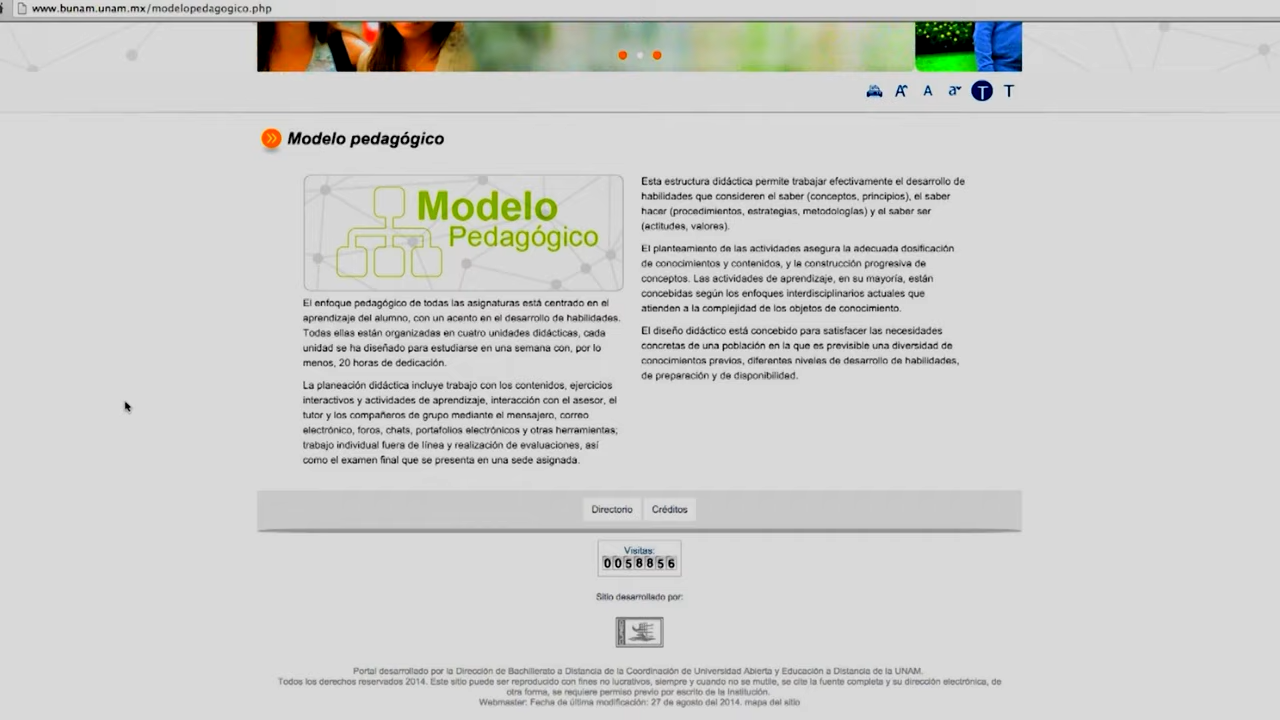 www.bunam.unam.mx/modelopedagogico.php
A A a T T
Modelo pedagógico
Modelo
Pedagógico
El enfoque pedagógico de todas las asignaturas está centrado en el
aprendizaje del alumno, con un acento en el desarrollo de habilidades.
Todas ellas están organizadas en cuatro unidades didácticas, cada
unidad se ha diseñado para estudiarse en una semana con, por lo
menos, 20 horas de dedicación.
La planeación didáctica incluye trabajo con los contenidos, ejercicios
interactivos y actividades de aprendizaje, interacción con el asesor, el
tutor y los compañeros de grupo mediante el mensajero, correo
electrónico, foros, chats, portafolios electrónicos y otras herramientas;
trabajo individual fuera de línea y realización de evaluaciones, así
como el examen final que se presenta en una sede asignada.
Esta estructura didáctica permite trabajar efectivamente el desarrollo de
habilidades que consideren el saber (conceptos, principios), el saber
hacer (procedimientos, estrategias, metodologías) y el saber ser
(actitudes, valores).
El planteamiento de las actividades asegura la adecuada dosificación
de conocimientos y contenidos, y la construcción progresiva de
conceptos. Las actividades de aprendizaje, en su mayoría, están
concebidas según los enfoques interdisciplinarios actuales que
atienden a la complejidad de los objetos de conocimiento.
El diseño didáctico está concebido para satisfacer las necesidades
concretas de una población en la que es previsible una diversidad de
conocimientos previos, diferentes niveles de desarrollo de habilidades,
de preparación y de disponibilidad.
Directorio Créditos
Visitas:
0058856
Sitio desarrollado por:
Portal desarrollado por la Dirección de Bachillerato a Distancia de la Coordinación de Universidad Abierta y Educación a Distancia de la UNAM.
Todos los derechos reservados 2014. Este sitio puede ser reproducido con fines no lucrativos, siempre y cuando no se mutile, se cite la fuente completa y su dirección electrónica, de
otra forma, se requiere permiso previo por escrito de la Institución.
Webmaster: Fecha de última modificación: 27 de agosto del 2014. mapa del sitio